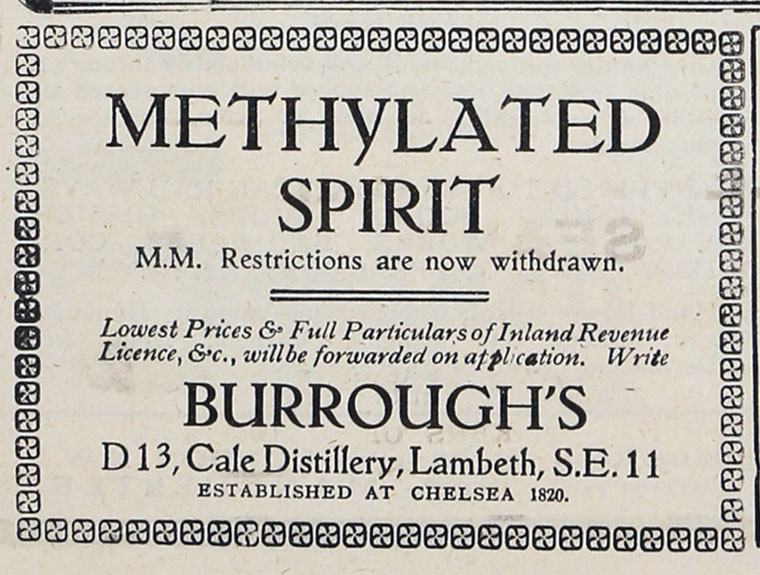 METHYLATED
SPIRIT
M.M. Restrictions are now withdrawn.
Lowest Prices & Full Particulars of Inland Revenue
Licence, &c., will be forwarded on application. Write
BURROUGH'S
D 13, Cale Distillery, Lambeth, S.E. 11
ESTABLISHED AT CHELSEA 1820.